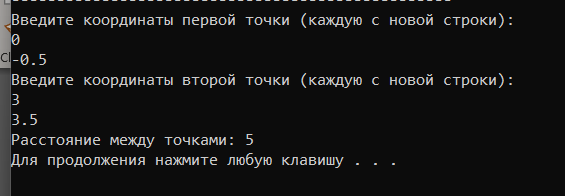 Введите координаты первой точки (каждую с новой строки):
0
-0.5
Введите координаты второй точки (каждую с новой строки):
3
3.5
Расстояние между точками: 5
Для продолжения нажмите любую клавишу . . .